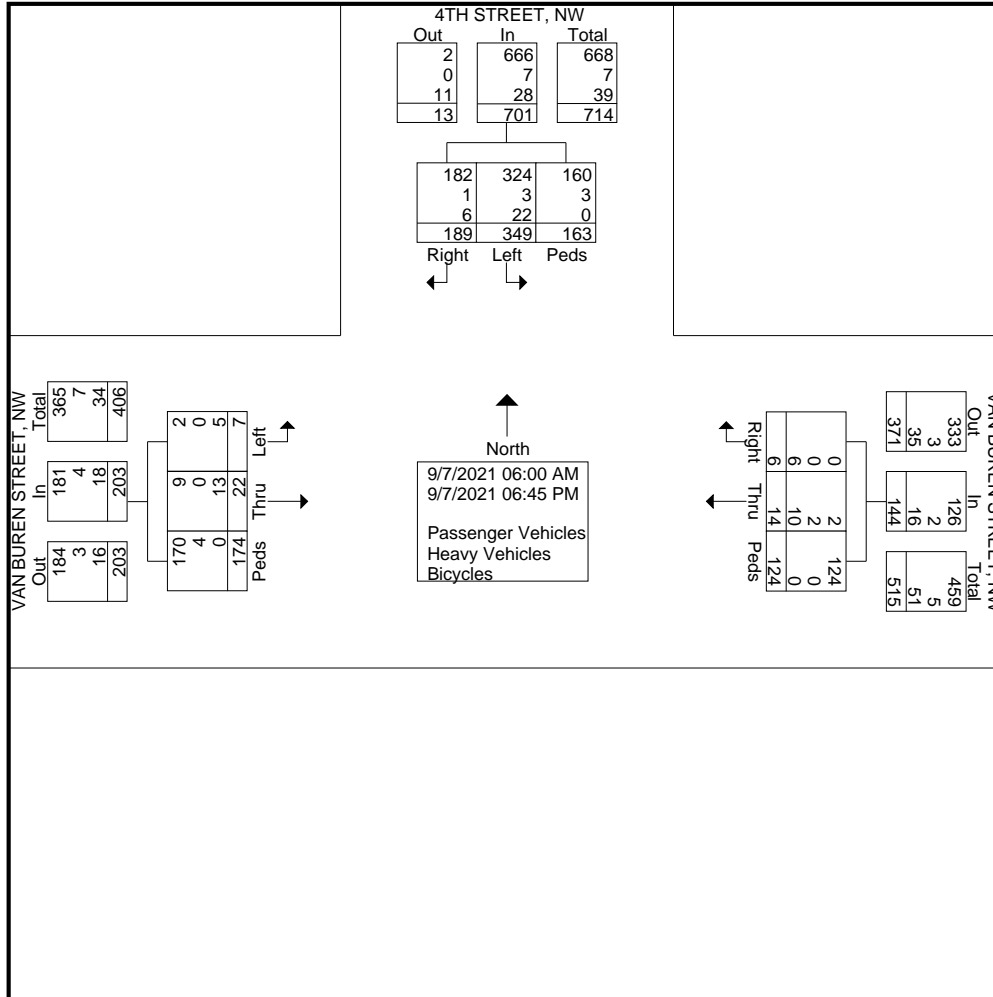 4TH STREET, NW
Out In Total
2 666 668
0 7 7
11 28 39
13 701 714
182 324 160
1 3 3
6 22 0
189 349 163
Right Left Peds
VAN BUREN STREET, NW
Total In Out
365 181 184
7 4 3
34 18 16
406 203 203
2 9 170
0 0 4
5 13 0
7 22 174
Left Thru Peds
North
9/7/2021 06:00 AM
9/7/2021 06:45 PM
Passenger Vehicles
Heavy Vehicles
Bicycles
Right Thru Peds
6 14 124
6 10 0
0 2 0
0 2 124
VAN BUREN STREET, NW
Out In Total
333 126 459
3 2 5
35 16 51
371 144 515